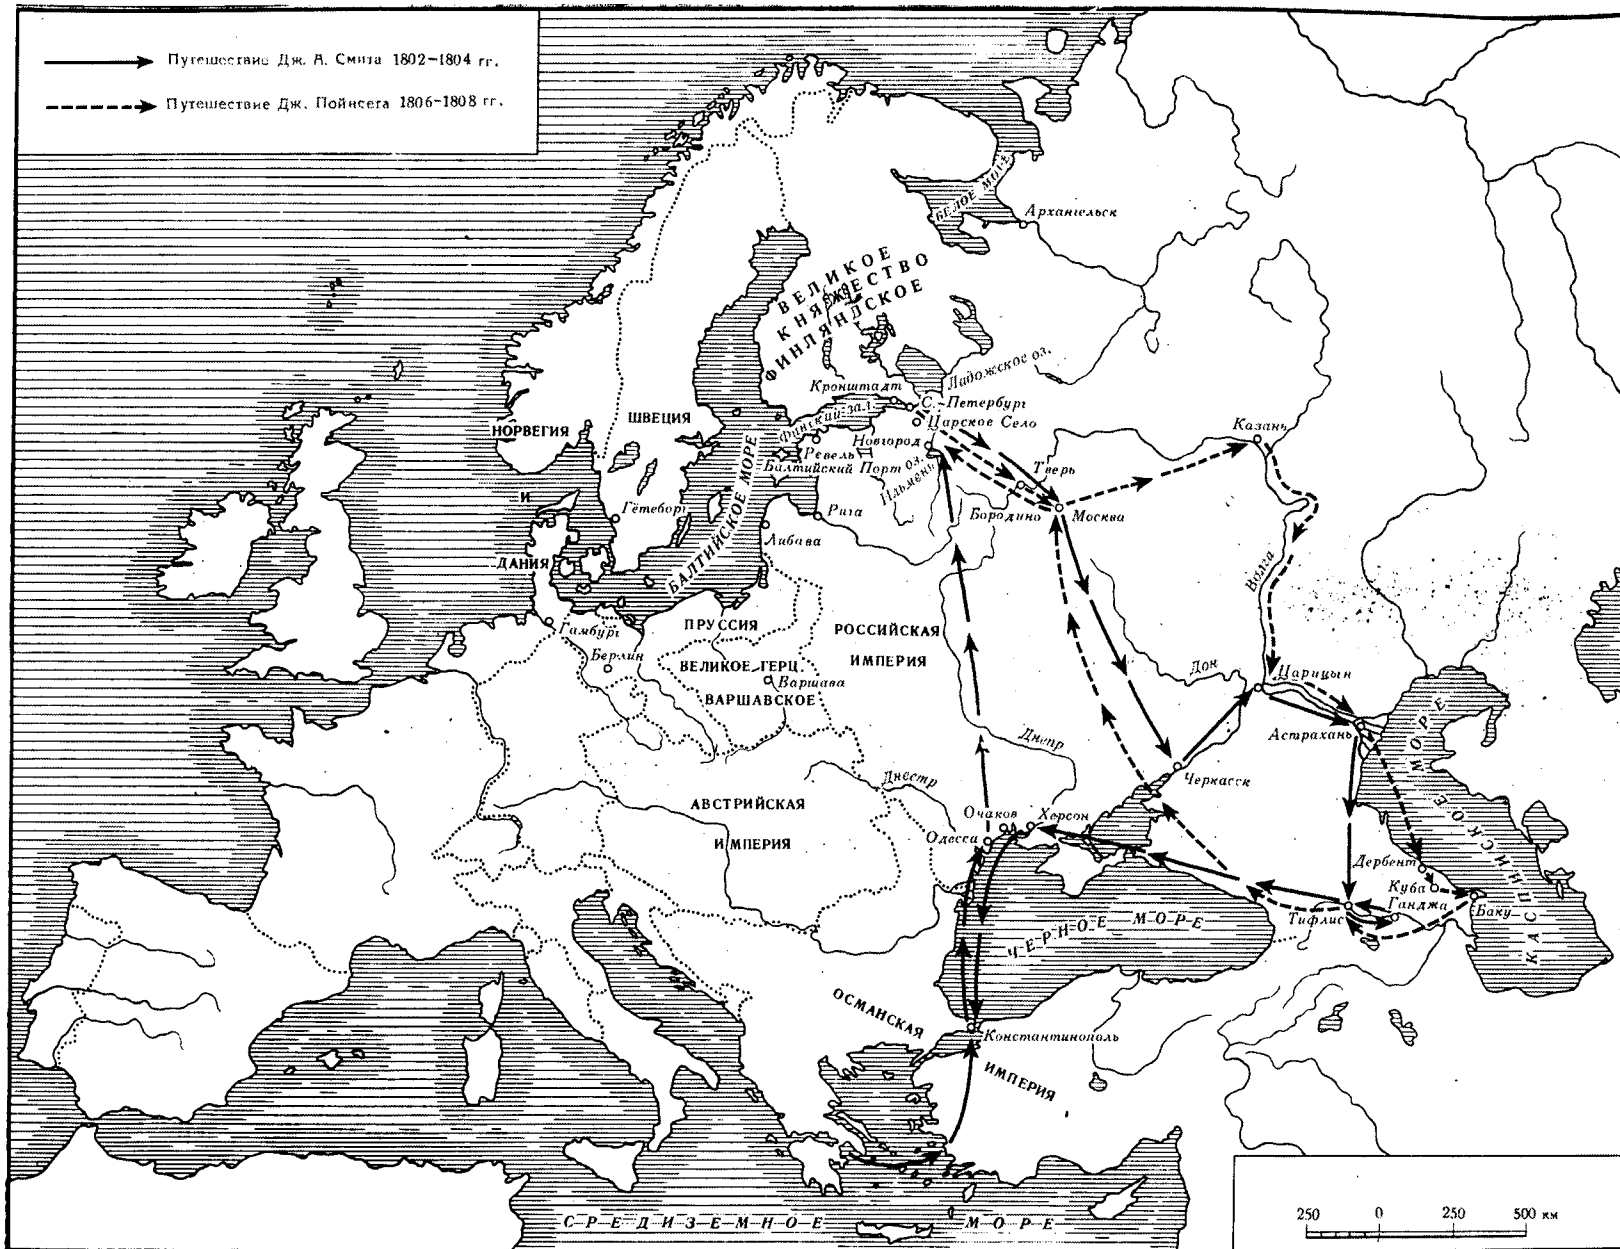 Путешествие Дж. А. Смита 1802–1804 гг.
Путешествие Дж. Пойнсега 1806–1808 гг.
БЕЛОЕ МОРЕ
Архангельск
ВЕЛИКОЕ
КНЯЖЕСТВО
ФИНЛЯНДСКОЕ
Ладожское оз.
Кронштадт
С.-Петербург
Финский зал.
Царское Село
НОРВЕГИЯ
И
ДАНИЯ
ШВЕЦИЯ
БАЛТИЙСКОЕ МОРЕ
Новгород
Ревель
Балтийский Порт
оз. Ильмень
Казань
Тверь
Бородино
Москва
Гётеборг
Рига
Либава
Волга
Гамбург
Берлин
ПРУССИЯ
ВЕЛИКОЕ ГЕРЦ.
Варшава
ВАРШАВСКОЕ
РОССИЙСКАЯ
ИМПЕРИЯ
Дон
Царицын
Астрахань
Днепр
Днестр
Черкасск
АВСТРИЙСКАЯ
ИМПЕРИЯ
Очаков
Херсон
Одесса
КАСПИЙСКОЕ МОРЕ
Дербент
Куба
Ганджа
Баку
Тифлис
ЧЕРНОЕ МОРЕ
ОСМАНСКАЯ
ИМПЕРИЯ
Константинополь
СРЕДИЗЕМНОЕ МОРЕ
250 0 250 500 км